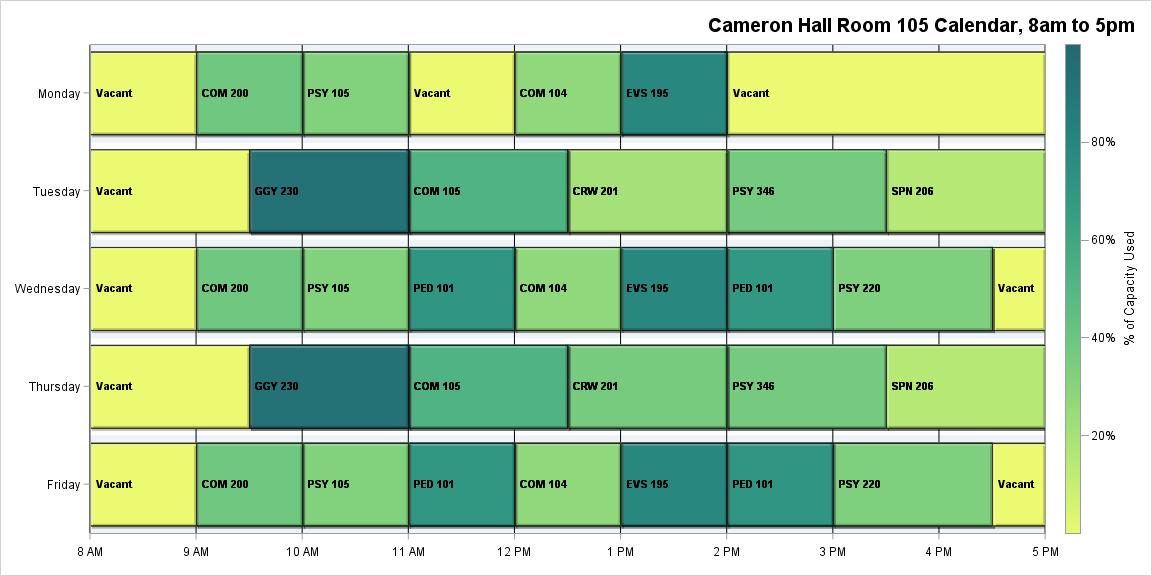 Cameron Hall Room 105 Calendar, 8am to 5pm
Monday
Vacant
COM 200
PSY 105
Vacant
COM 104
EVS 195
Vacant
Tuesday
Vacant
GGY 230
COM 105
CRW 201
PSY 346
SPN 206
Wednesday
Vacant
COM 200
PSY 105
PED 101
COM 104
EVS 195
PED 101
PSY 220
Vacant
Thursday
Vacant
GGY 230
COM 105
CRW 201
PSY 346
SPN 206
Friday
Vacant
COM 200
PSY 105
PED 101
COM 104
EVS 195
PED 101
PSY 220
Vacant
8 AM
9 AM
10 AM
11 AM
12 PM
1 PM
2 PM
3 PM
4 PM
5 PM
80%
60%
40%
20%
% of Capacity Used